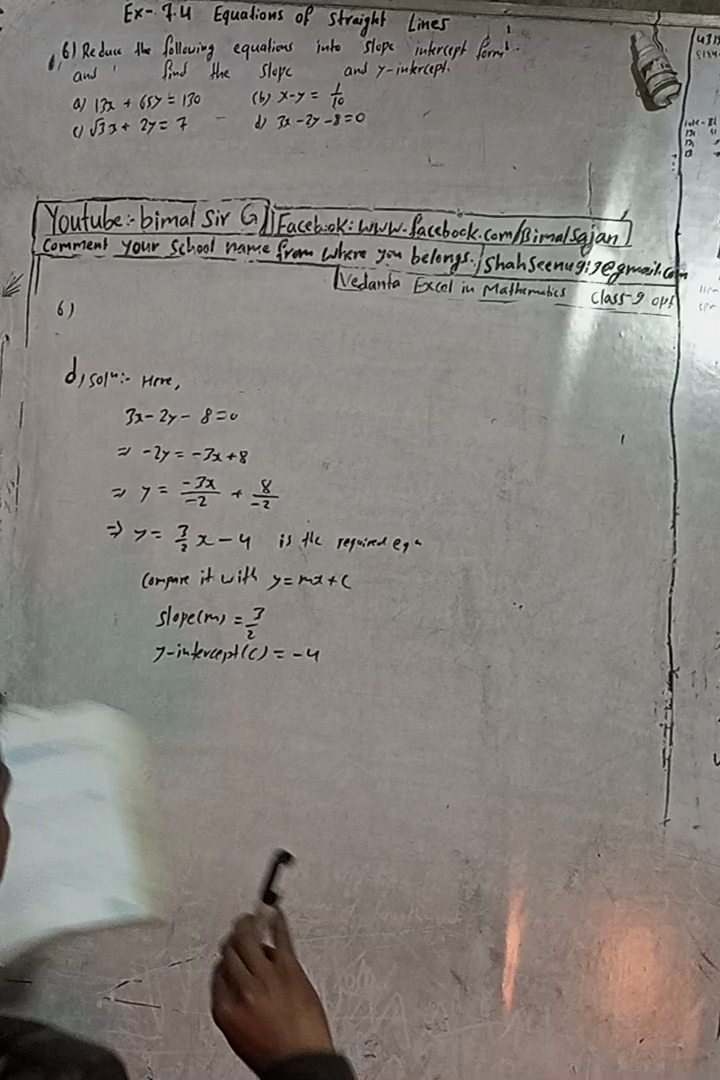 Ex-7.4 Equations of Straight Lines
6) Reduce the following equations into slope intercept form
and find the slope and y-intercept.
a) 13x + 65y = 130 (b) x-y = 1/10
c) √3x + 2y = 7 d) 3x-2y-8=0
Youtube:- bimal Sir G Facebook: www.facebook.com/Bimalsajan
Comment your School name from where you belongs. / shahseenu919@gmail.com
Vedanta Excel in Mathematics Class-9 opt
6)
d) Solⁿ:- Here,
3x-2y-8=0
⇒ -2y = -3x+8
⇒ y = -3x/-2 + 8/-2
⇒ y = 3/2 x - 4 is the required eqn
Compare it with y=mx+c
slope(m) = 3/2
y-intercept(c) = -4